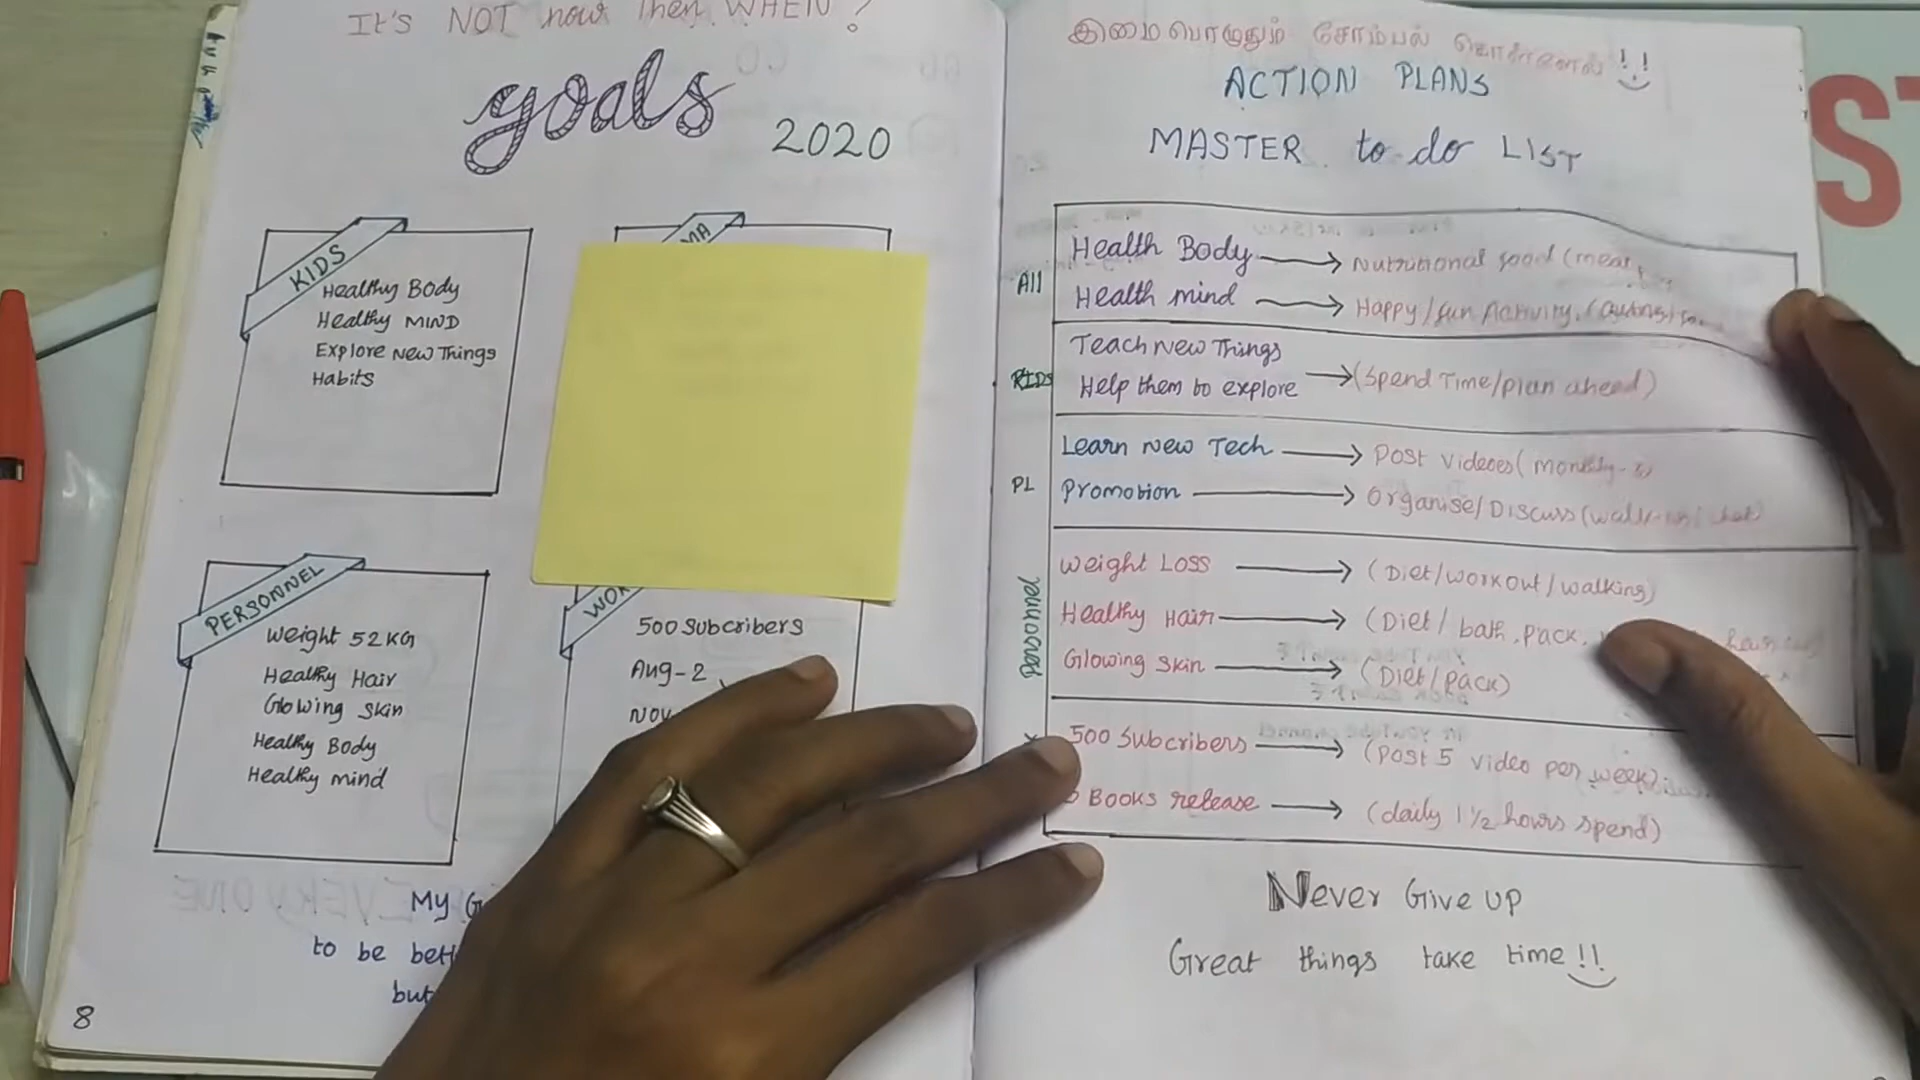 It's NOT now Then WHEN?
goals
2020
KIDS
Healthy Body
Healthy MIND
Explore New Things
Habits
PERSONNEL
Weight 52KG
Healthy Hair
Glowing Skin
Healthy Body
Healthy mind
500 Subcribers
Aug-2
My
to be
but
8
சோம்பல்
ACTION PLANS
MASTER to do LIST
All
Health Body → Nutritional food
Health mind → Happy/fun Activity
KIDS
Teach New Things
Help them to explore → (Spend Time/plan ahead)
PL
Learn New Tech → Post Videoes
Promotion → Organise/Discuss
Personnel
Weight Loss → (Diet/workout/walking)
Healthy Hair → (Diet/ bath, pack,
Glowing Skin → (Diet/pack)
500 Subcribers → (Post 5 video per week)
Books release → (daily 1½ hours spend)
Never Give up
Great things take time!!